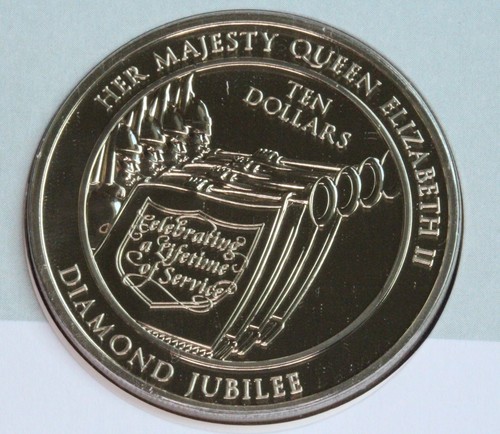 HER MAJESTY QUEEN ELIZABETH II
TEN
DOLLARS
Celebrating
a Lifetime
of Service
DIAMOND JUBILEE